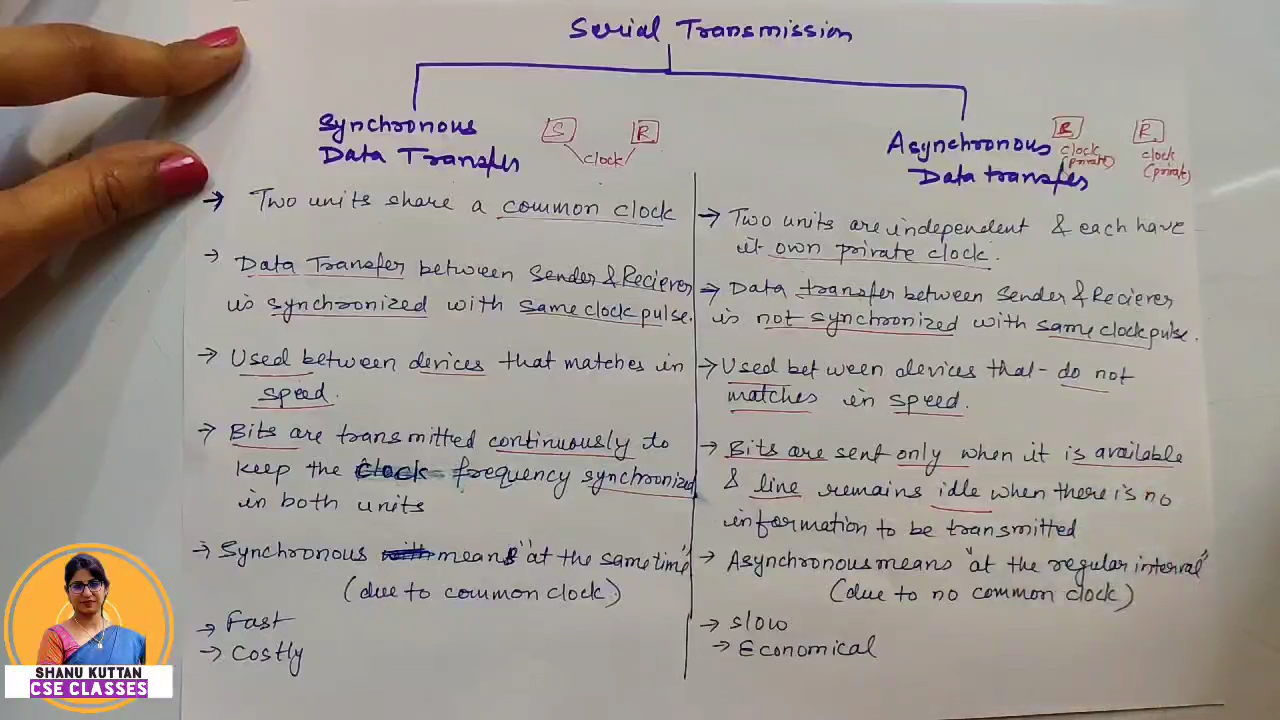 Serial Transmission
Synchronous
Data Transfer
S R
clock
→ Two units share a common clock
→ Data Transfer between Sender & Reciever
is synchronized with same clock pulse.
→ Used between devices that matches in
speed.
→ Bits are transmitted continuously to
keep the clock frequency synchronized
in both units
→ Synchronous means "at the same time"
(due to common clock)
→ Fast
→ Costly
Asynchronous
Data transfer
R
clock clock
(private) (private)
→ Two units are independent & each have
it own private clock.
→ Data transfer between Sender & Reciever
is not synchronized with same clock pulse.
→ Used between devices that do not
matches in speed.
→ Bits are sent only when it is available
& line remains idle when there is no
information to be transmitted
→ Asynchronous means "at the regular interval"
(due to no common clock)
→ slow
→ Economical
SHANU KUTTAN
CSE CLASSES